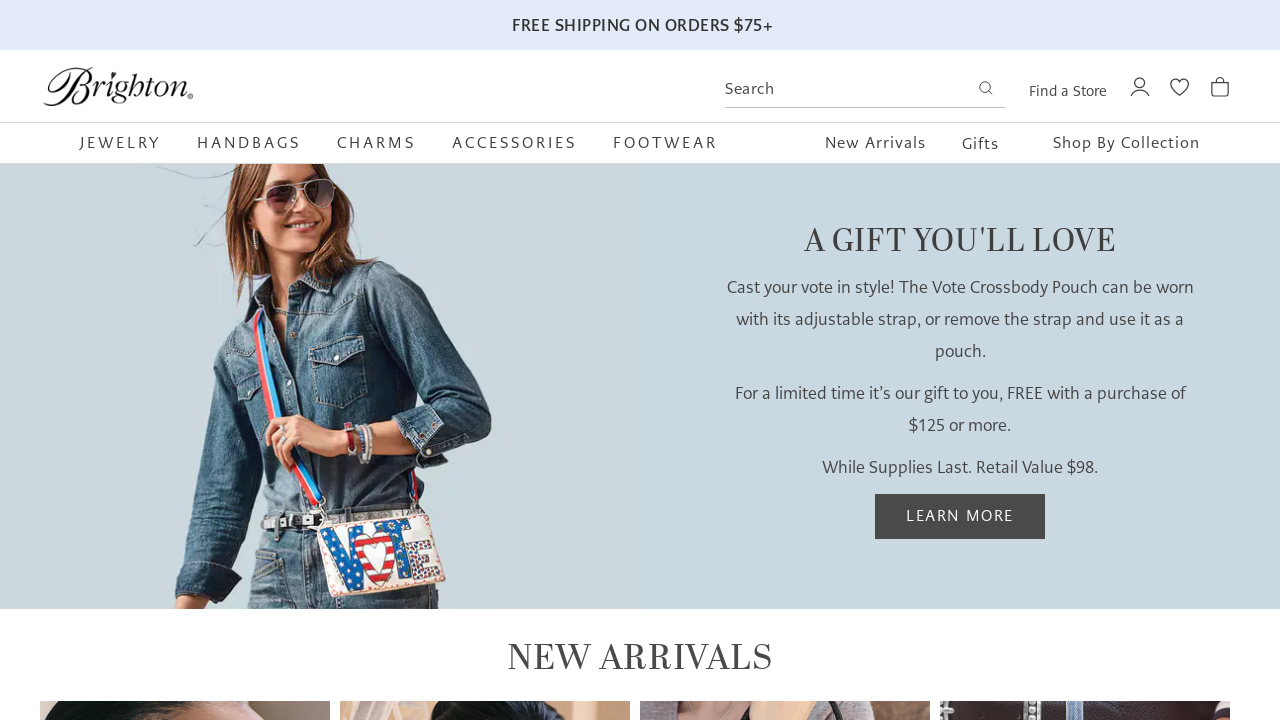 FREE SHIPPING ON ORDERS $75+
Brighton®
Search
Find a Store
JEWELRY
HANDBAGS
CHARMS
ACCESSORIES
FOOTWEAR
New Arrivals
Gifts
Shop By Collection
A GIFT YOU'LL LOVE
Cast your vote in style! The Vote Crossbody Pouch can be worn
with its adjustable strap, or remove the strap and use it as a
pouch.
For a limited time it’s our gift to you, FREE with a purchase of
$125 or more.
While Supplies Last. Retail Value $98.
LEARN MORE
VOTE
NEW ARRIVALS